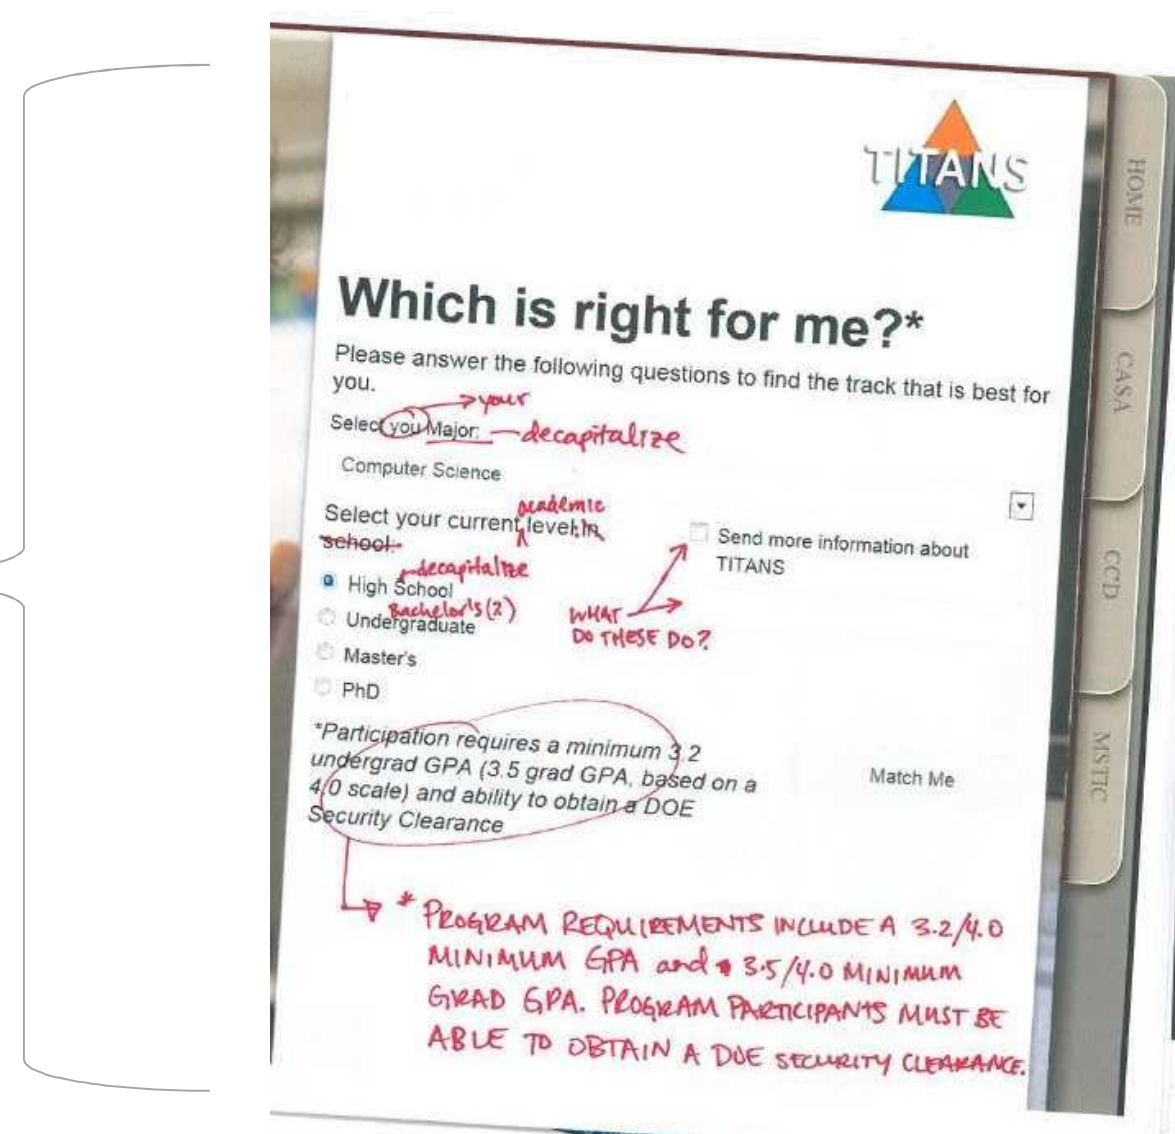 TITANS
HOME
CASA
CCD
MSTIC
Which is right for me?*
Please answer the following questions to find the track that is best for
you.
your
Select you Major: decapitalize
Computer Science
academic
Select your current level in
school:
Send more information about
TITANS
decapitalize
High School
Bachelor's (?)
Undergraduate
WHAT
DO THESE DO?
Master's
PhD
*Participation requires a minimum 3.2
undergrad GPA (3.5 grad GPA, based on a
4.0 scale) and ability to obtain a DOE
Security Clearance
Match Me
* PROGRAM REQUIREMENTS INCLUDE A 3.2/4.0
MINIMUM GPA and 3.5/4.0 MINIMUM
GRAD GPA. PROGRAM PARTICIPANTS MUST BE
ABLE TO OBTAIN A DOE SECURITY CLEARANCE.